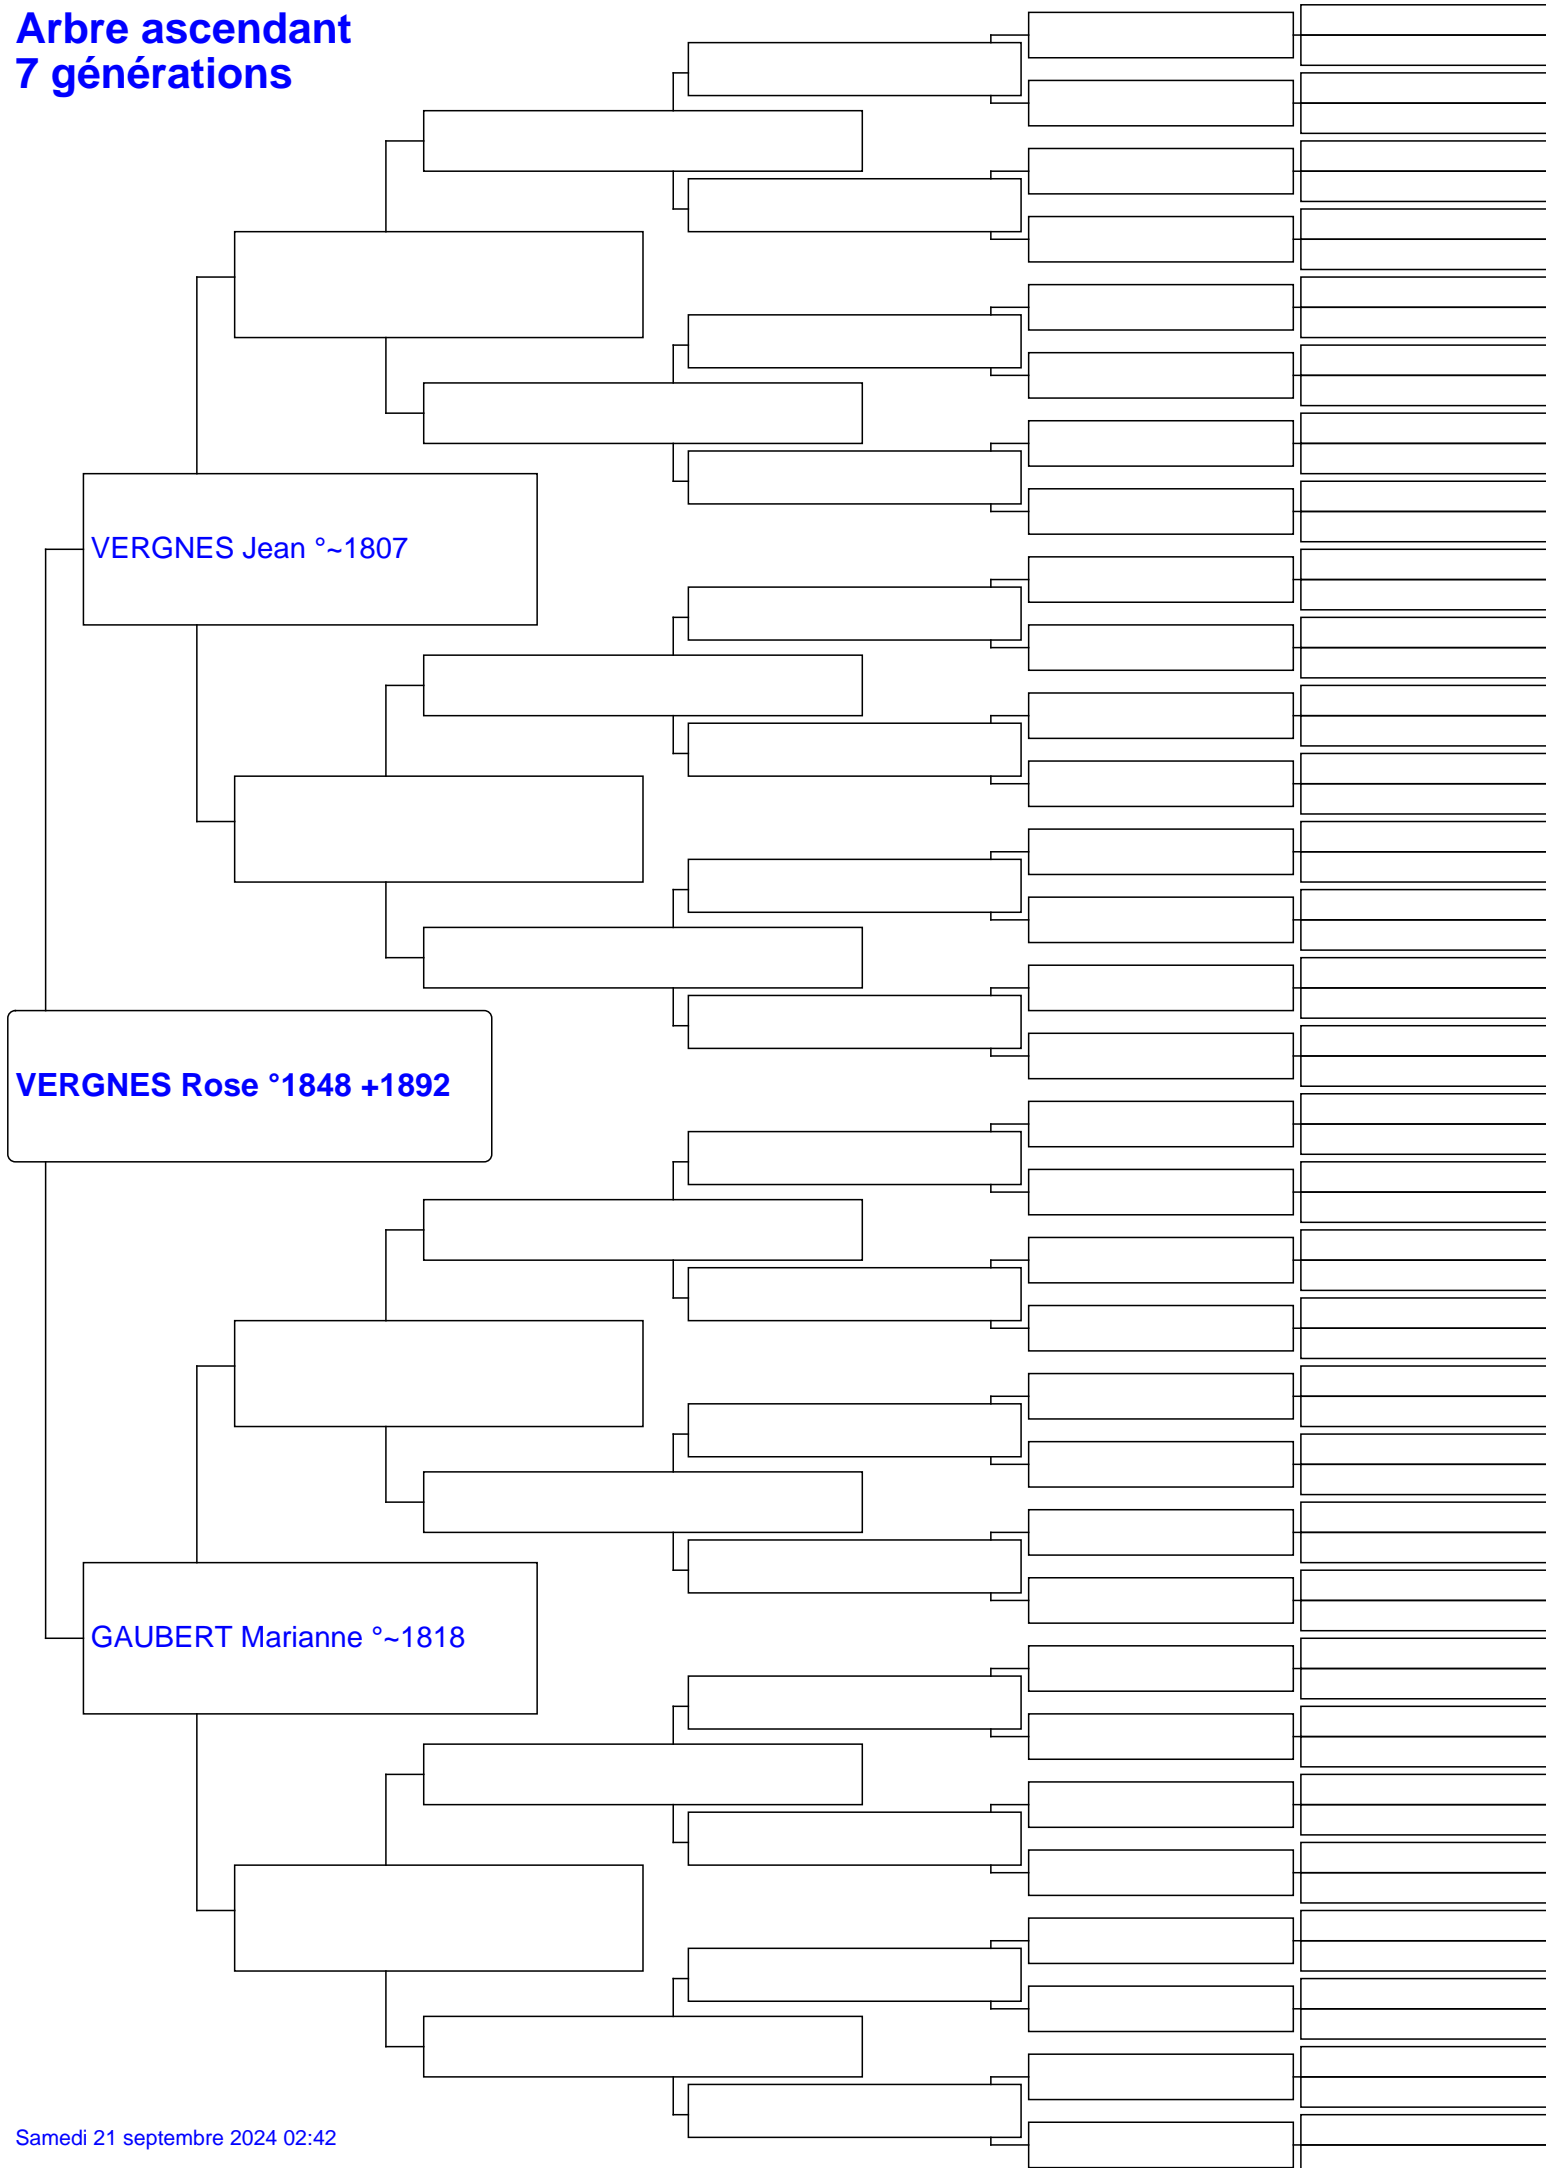 Arbre ascendant
7 générations
VERGNES Jean °~1807
VERGNES Rose °1848 +1892
GAUBERT Marianne °~1818
Samedi 21 septembre 2024 02:42